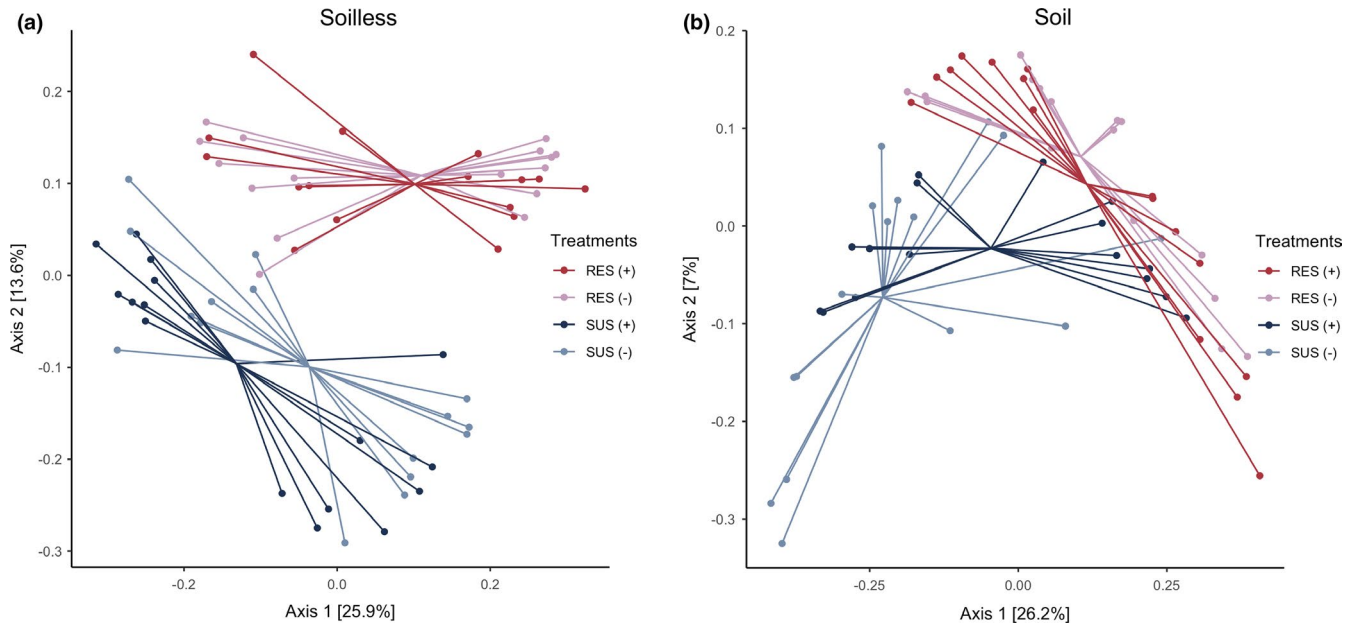 (a)
Soilless
0.2
0.1
0.0
-0.1
-0.2
-0.3
Axis 2 [13.6%]
-0.2
0.0
0.2
Axis 1 [25.9%]
Treatments
RES (+)
RES (-)
SUS (+)
SUS (-)
(b)
Soil
0.2
0.1
0.0
-0.1
-0.2
-0.3
Axis 2 [7%]
-0.25
0.00
0.25
Axis 1 [26.2%]
Treatments
RES (+)
RES (-)
SUS (+)
SUS (-)